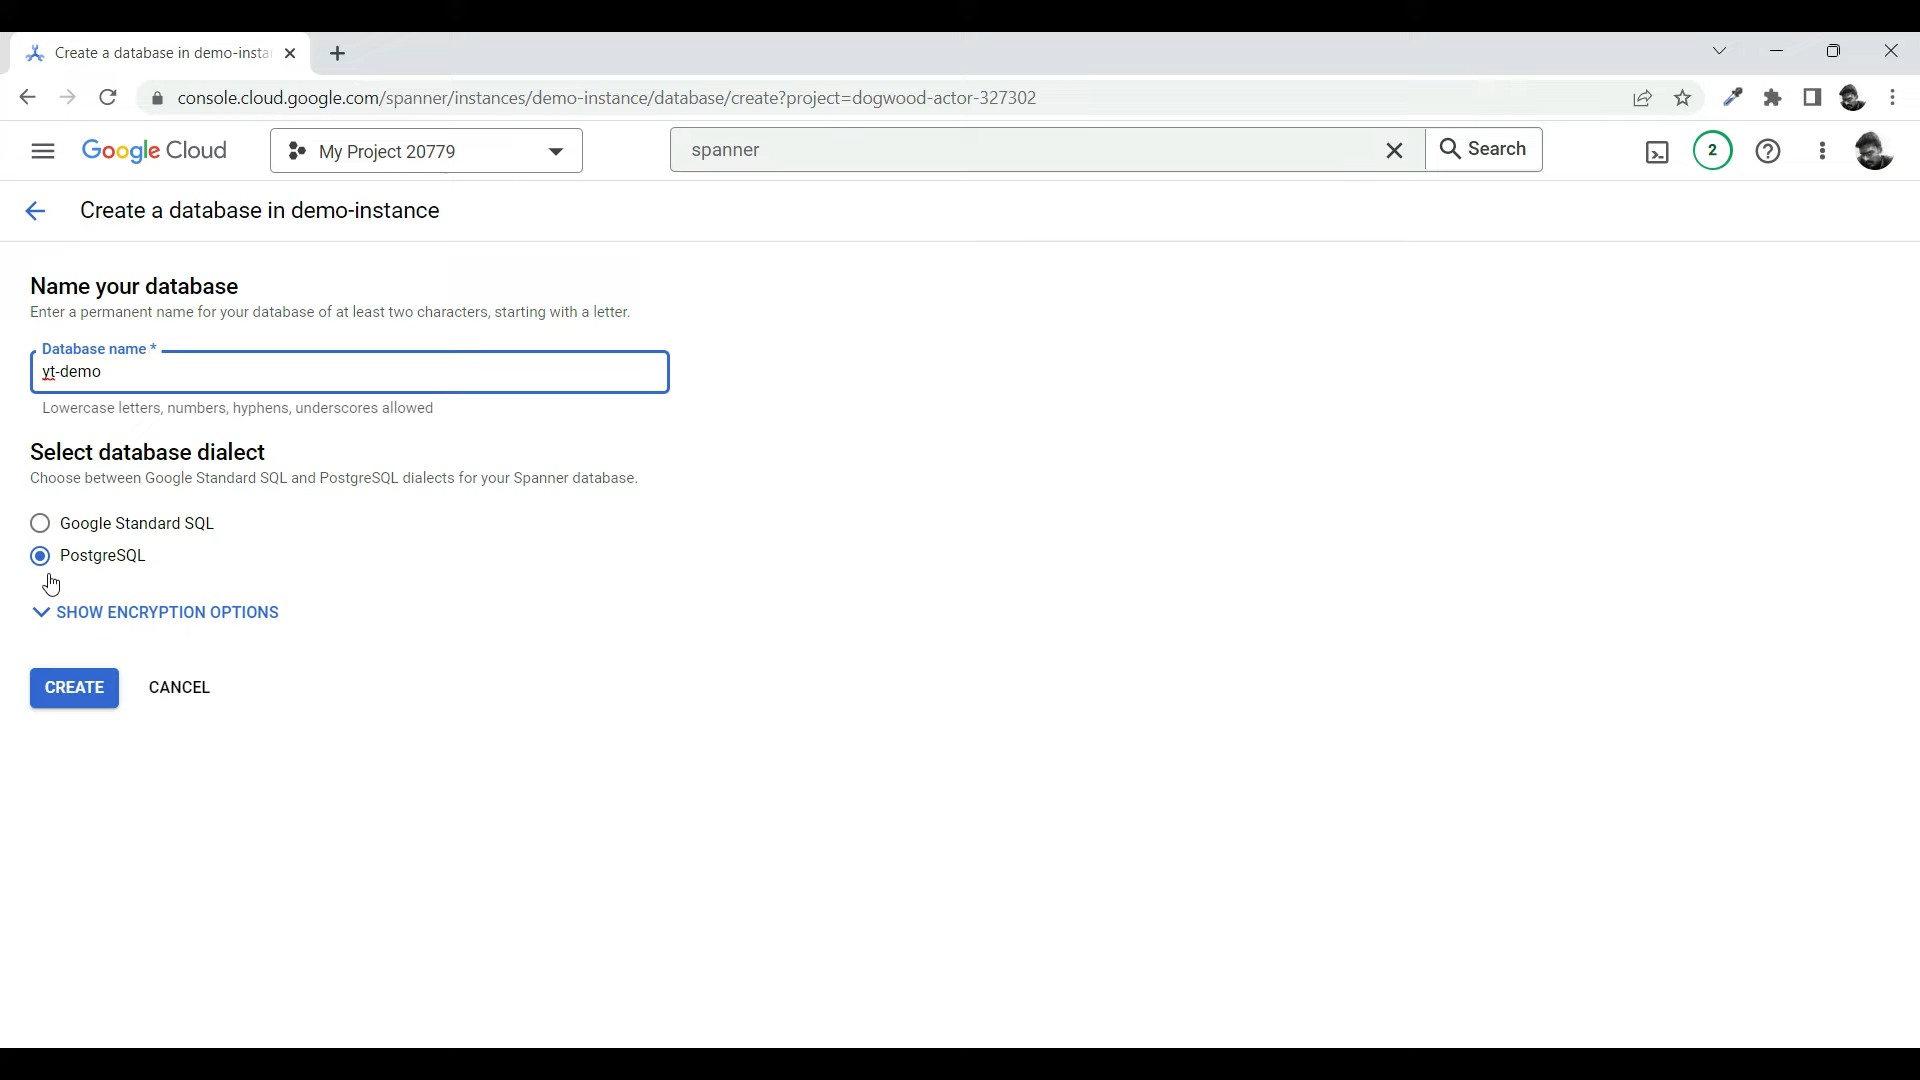 Create a database in demo-insta
console.cloud.google.com/spanner/instances/demo-instance/database/create?project=dogwood-actor-327302
Google Cloud
My Project 20779
spanner
Search
2
Create a database in demo-instance
Name your database
Enter a permanent name for your database of at least two characters, starting with a letter.
Database name *
yt-demo
Lowercase letters, numbers, hyphens, underscores allowed
Select database dialect
Choose between Google Standard SQL and PostgreSQL dialects for your Spanner database.
Google Standard SQL
PostgreSQL
SHOW ENCRYPTION OPTIONS
CREATE
CANCEL